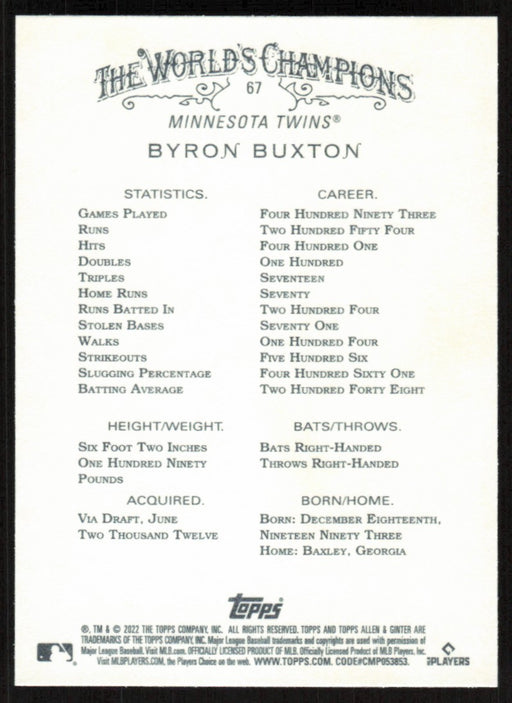 THE WORLD'S CHAMPIONS
67
MINNESOTA TWINS®
BYRON BUXTON
STATISTICS. CAREER.
GAMES PLAYED FOUR HUNDRED NINETY THREE
RUNS TWO HUNDRED FIFTY FOUR
HITS FOUR HUNDRED ONE
DOUBLES ONE HUNDRED
TRIPLES SEVENTEEN
HOME RUNS SEVENTY
RUNS BATTED IN TWO HUNDRED FOUR
STOLEN BASES SEVENTY ONE
WALKS ONE HUNDRED FOUR
STRIKEOUTS FIVE HUNDRED SIX
SLUGGING PERCENTAGE FOUR HUNDRED SIXTY ONE
BATTING AVERAGE TWO HUNDRED FORTY EIGHT
HEIGHT/WEIGHT. BATS/THROWS.
SIX FOOT TWO INCHES BATS RIGHT-HANDED
ONE HUNDRED NINETY THROWS RIGHT-HANDED
POUNDS
ACQUIRED. BORN/HOME.
VIA DRAFT, JUNE BORN: DECEMBER EIGHTEENTH,
TWO THOUSAND TWELVE NINETEEN NINETY THREE
HOME: BAXLEY, GEORGIA
topps
®, TM & © 2022 THE TOPPS COMPANY, INC. ALL RIGHTS RESERVED. TOPPS AND TOPPS ALLEN & GINTER ARE
TRADEMARKS OF THE TOPPS COMPANY, INC. Major League Baseball trademarks and copyrights are used with permission of
Major League Baseball. Visit MLB.com. OFFICIALLY LICENSED PRODUCT OF MLB. Officially Licensed Product of MLB Players, Inc.
Visit MLBPLAYERS.COM, the Players Choice on the web. WWW.TOPPS.COM. CODE#CMP053853.
PLAYERS